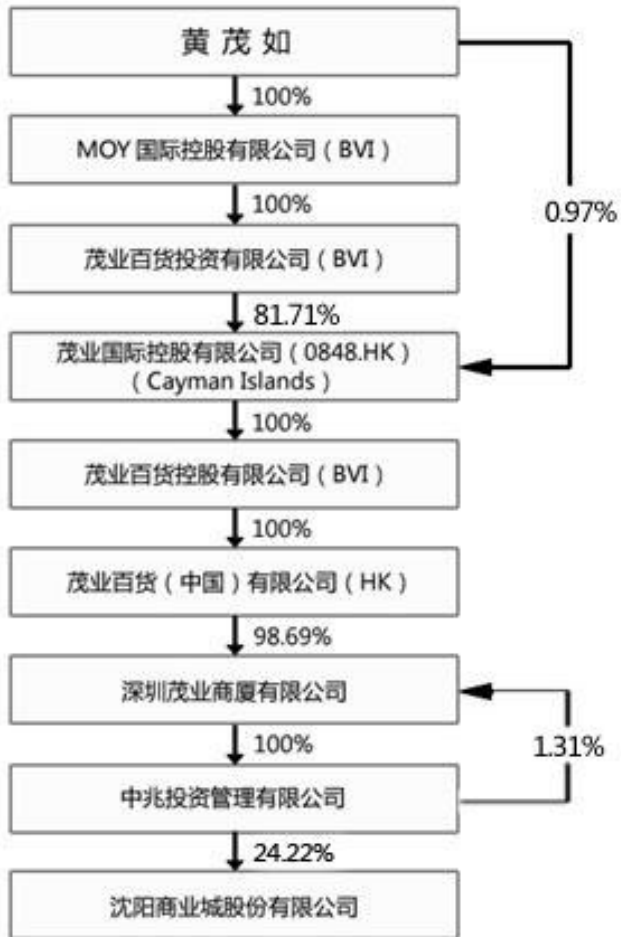 黄茂如
100%
MOY 国际控股有限公司（BVI）
100%
0.97%
茂业百货投资有限公司（BVI）
81.71%
茂业国际控股有限公司（0848.HK）
（Cayman Islands）
100%
茂业百货控股有限公司（BVI）
100%
茂业百货（中国）有限公司（HK）
98.69%
深圳茂业商厦有限公司
100%
1.31%
中兆投资管理有限公司
24.22%
沈阳商业城股份有限公司